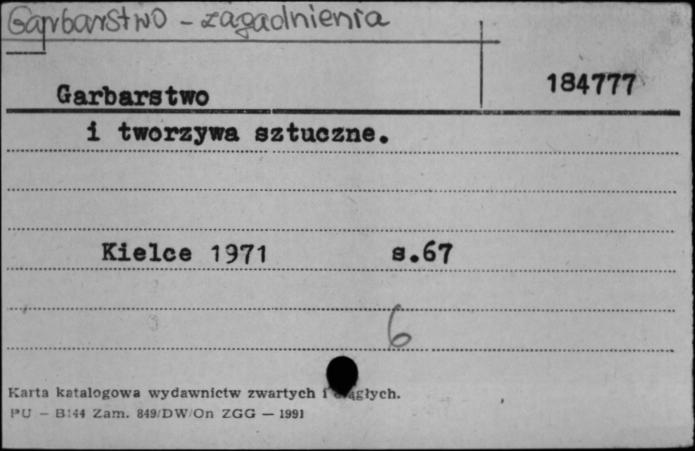 Garbarstwo - zagadnienia
184777
Garbarstwo
i tworzywa sztuczne.
Kielce 1971 s.67
6
Karta katalogowa wydawnictw zwartych i ciągłych.
PU - B!44 Zam. 849/DW/On ZGG — 1991